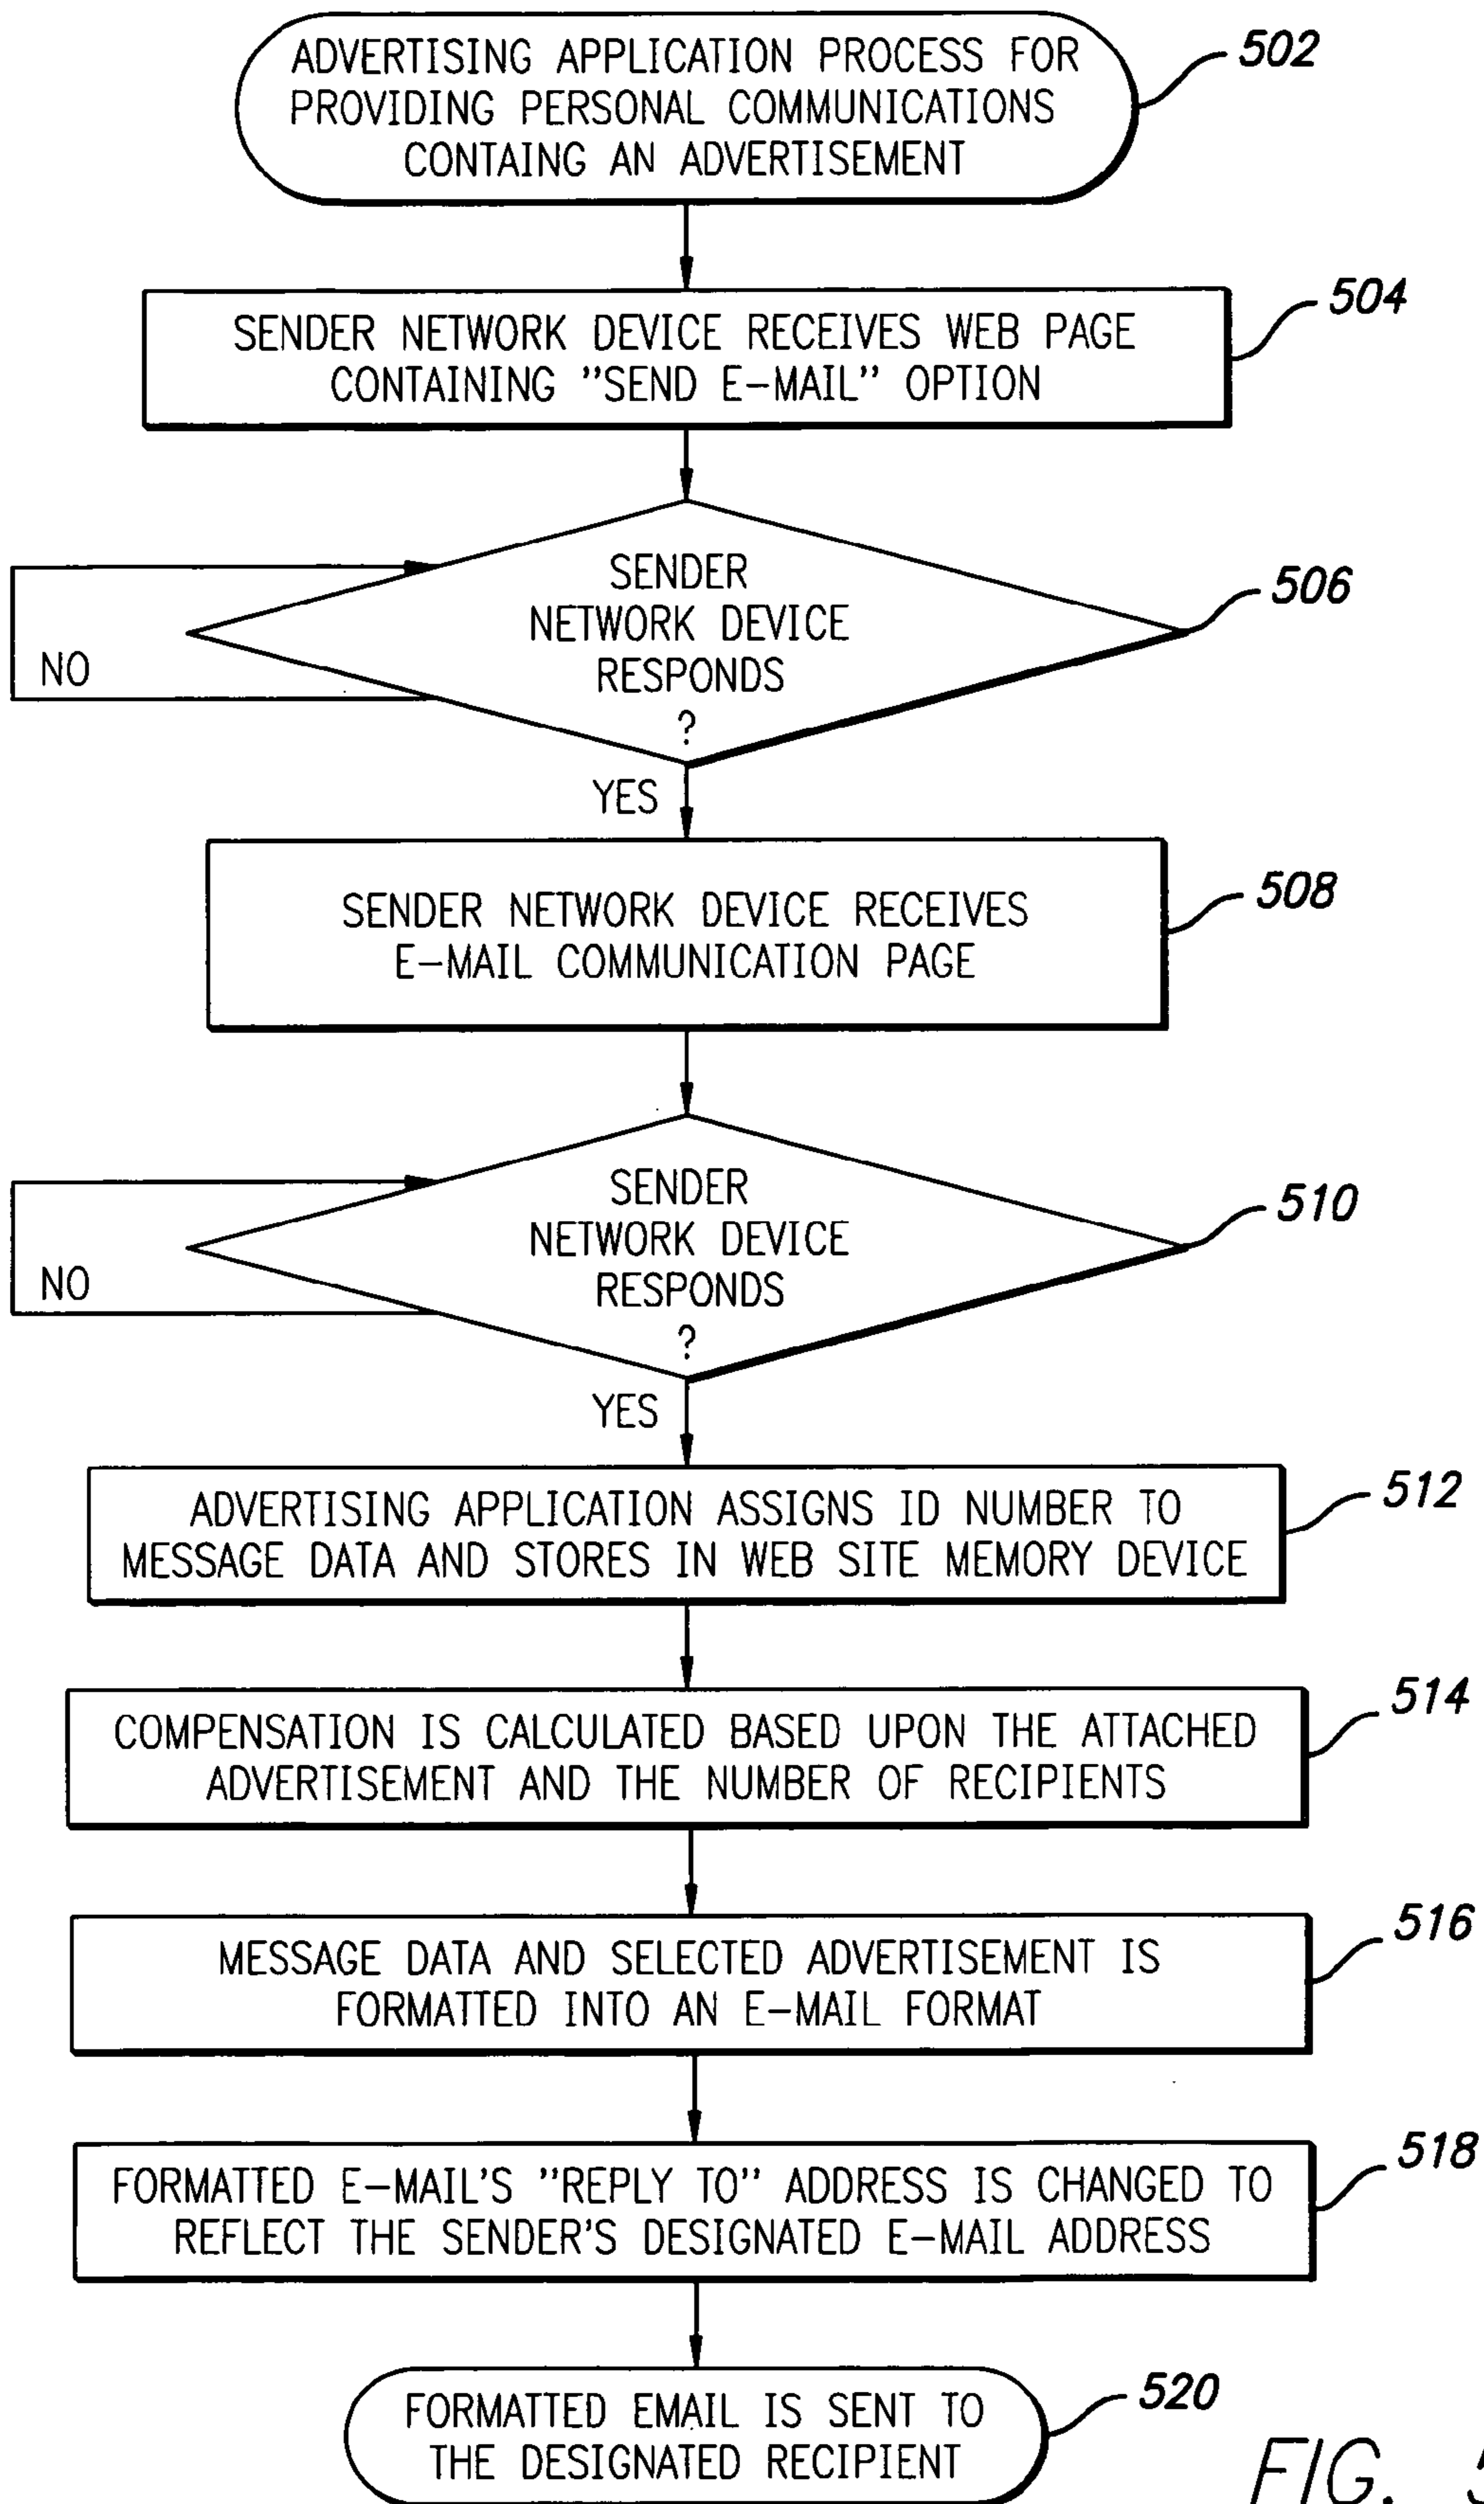 ADVERTISING APPLICATION PROCESS FOR
PROVIDING PERSONAL COMMUNICATIONS
CONTAING AN ADVERTISEMENT
502
SENDER NETWORK DEVICE RECEIVES WEB PAGE
CONTAINING "SEND E-MAIL" OPTION
504
SENDER
NETWORK DEVICE
RESPONDS
?
506
NO
YES
SENDER NETWORK DEVICE RECEIVES
E-MAIL COMMUNICATION PAGE
508
SENDER
NETWORK DEVICE
RESPONDS
?
510
NO
YES
ADVERTISING APPLICATION ASSIGNS ID NUMBER TO
MESSAGE DATA AND STORES IN WEB SITE MEMORY DEVICE
512
COMPENSATION IS CALCULATED BASED UPON THE ATTACHED
ADVERTISEMENT AND THE NUMBER OF RECIPIENTS
514
MESSAGE DATA AND SELECTED ADVERTISEMENT IS
FORMATTED INTO AN E-MAIL FORMAT
516
FORMATTED E-MAIL'S "REPLY TO" ADDRESS IS CHANGED TO
REFLECT THE SENDER'S DESIGNATED E-MAIL ADDRESS
518
FORMATTED EMAIL IS SENT TO
THE DESIGNATED RECIPIENT
520
FIG.